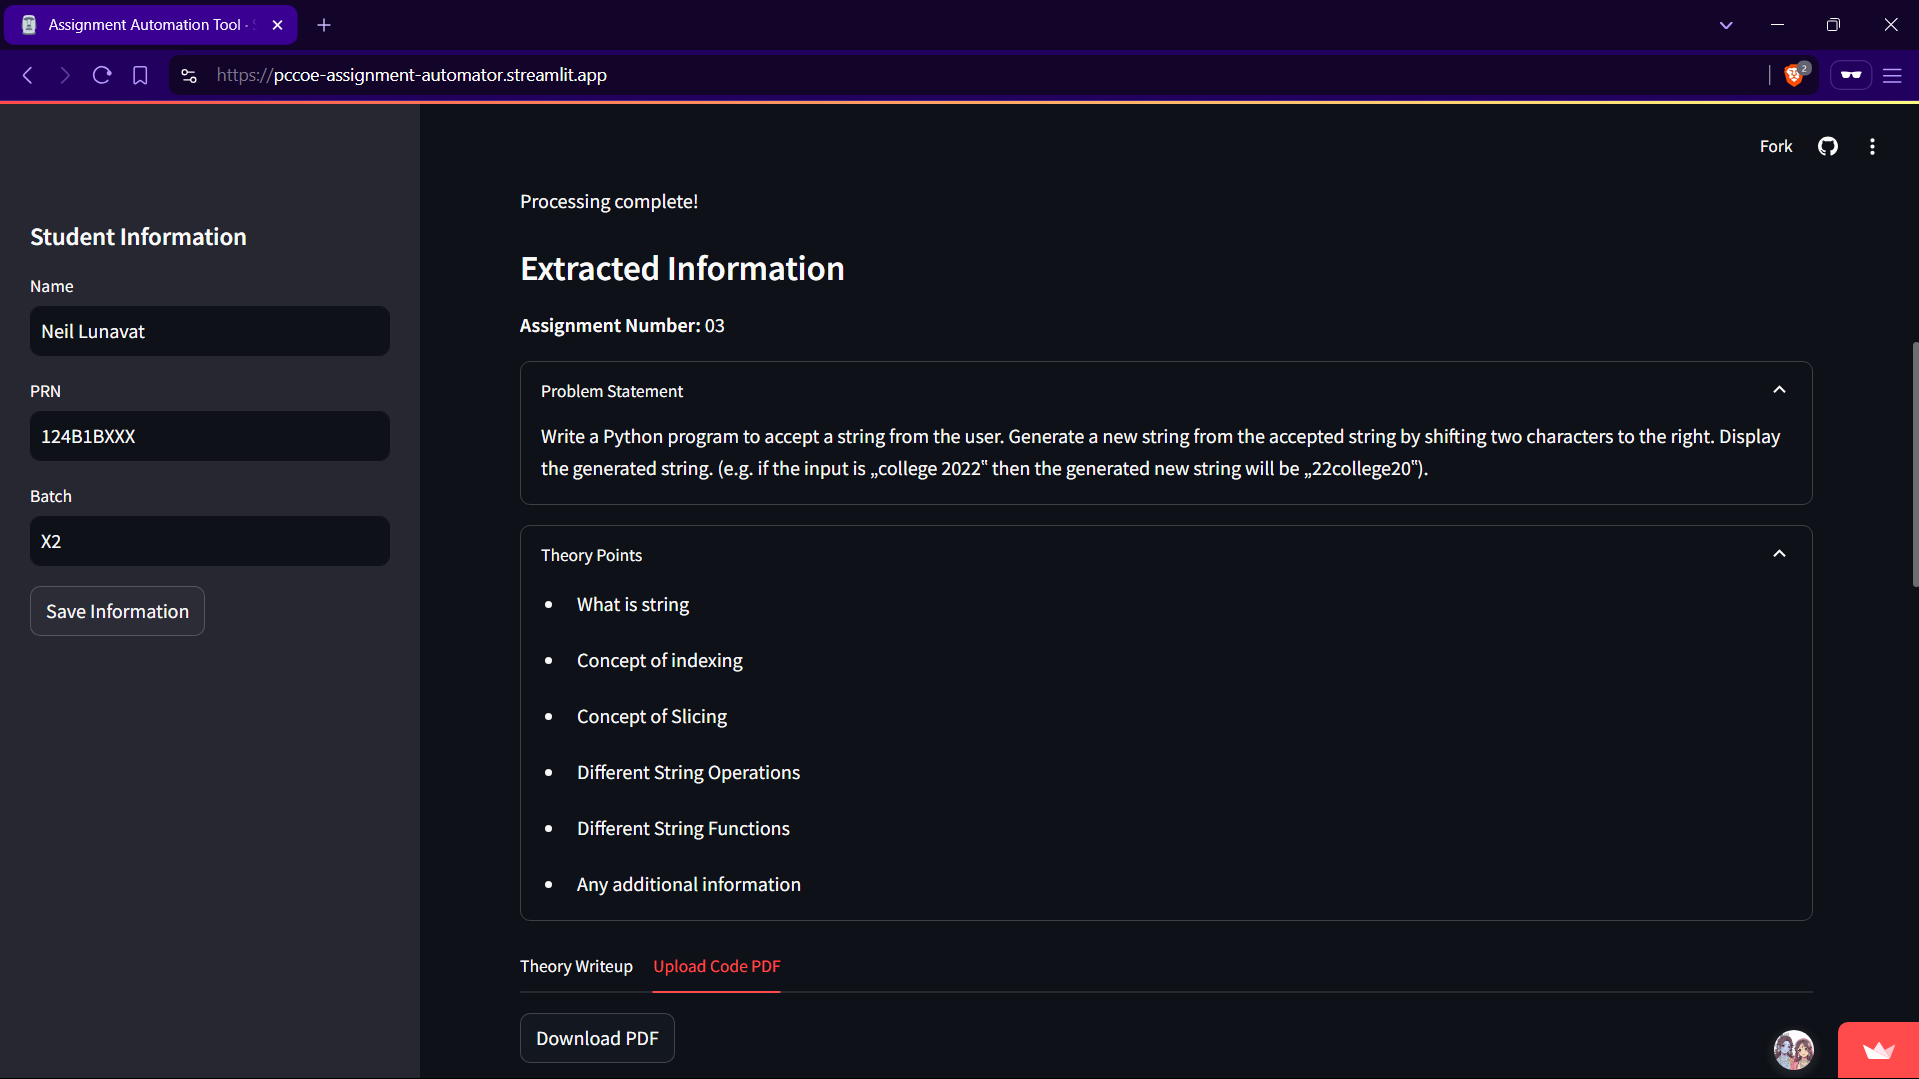 Assignment Automation Tool ·
https://pccoe-assignment-automator.streamlit.app
2
Fork
Student Information
Name
Neil Lunavat
PRN
124B1BXXX
Batch
X2
Save Information
Processing complete!
Extracted Information
Assignment Number: 03
Problem Statement
Write a Python program to accept a string from the user. Generate a new string from the accepted string by shifting two characters to the right. Display
the generated string. (e.g. if the input is „college 2022‟ then the generated new string will be „22college20‟).
Theory Points
• What is string
• Concept of indexing
• Concept of Slicing
• Different String Operations
• Different String Functions
• Any additional information
Theory Writeup Upload Code PDF
Download PDF